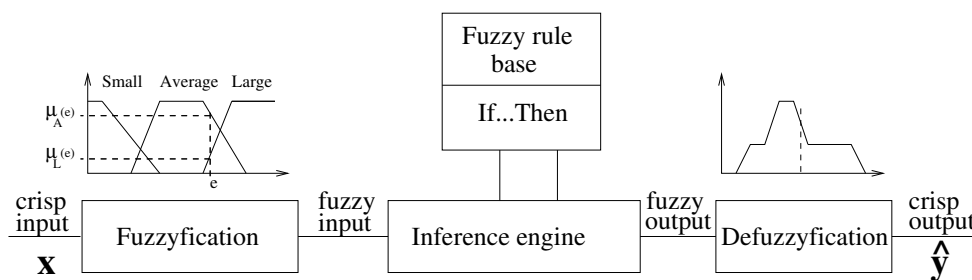 Fuzzy rule
base
If...Then
Small Average Large
μA(e)
μL(e)
e
crisp
input
x
Fuzzyfication
fuzzy
input
Inference engine
fuzzy
output
Defuzzyfication
crisp
output
ŷ